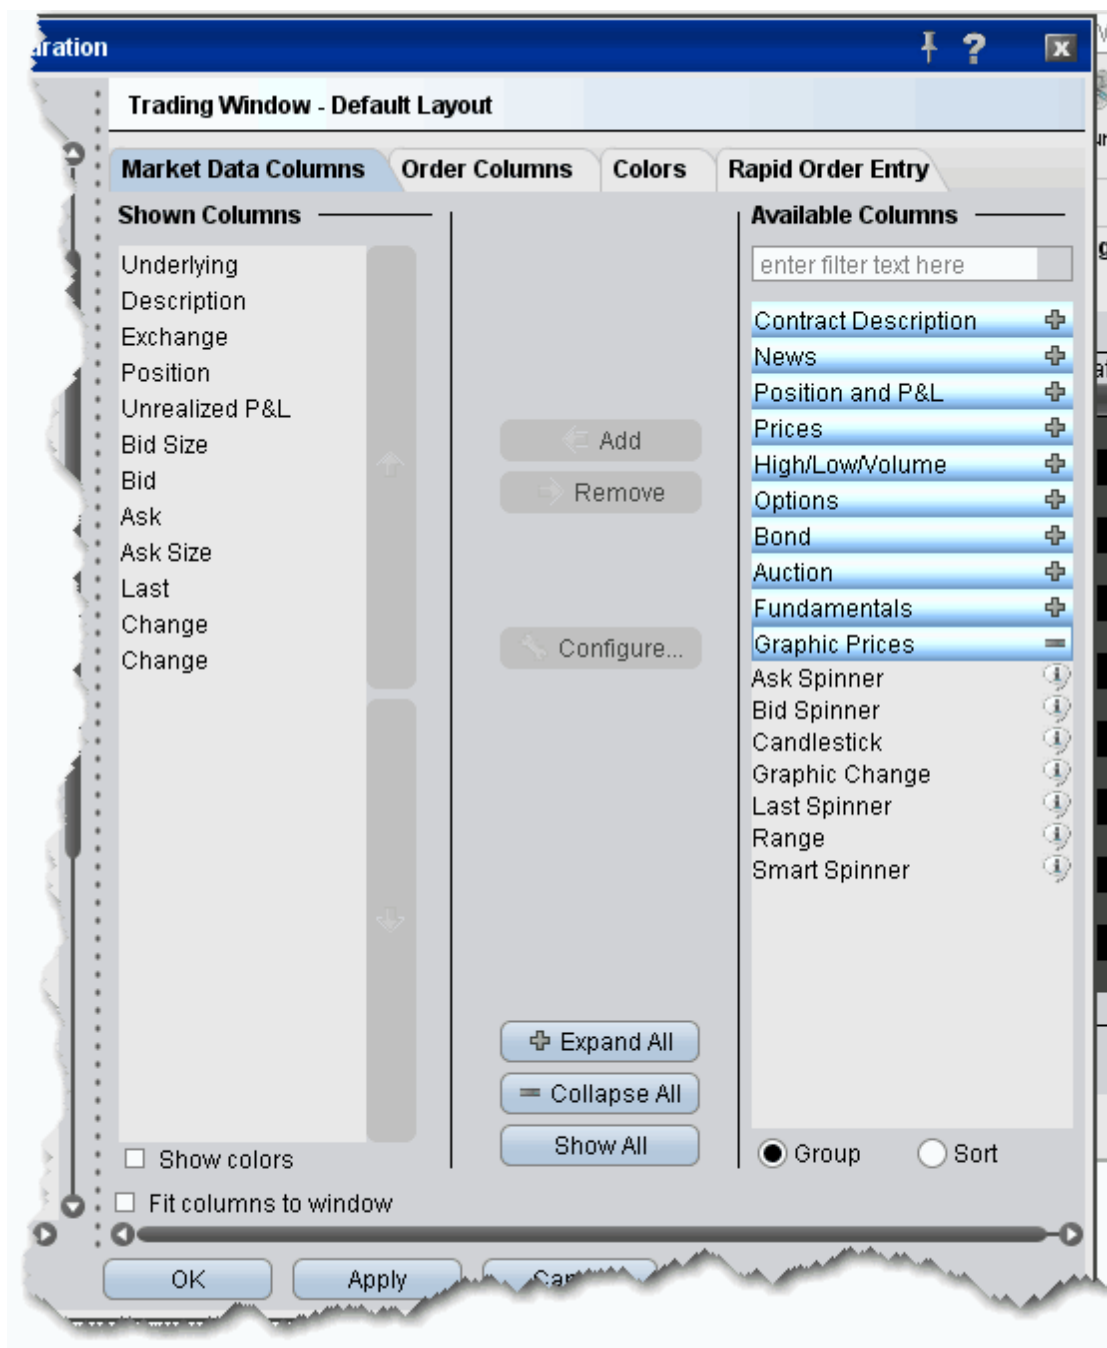 Trading Window - Default Layout
Market Data Columns
Order Columns
Colors
Rapid Order Entry
Shown Columns
Underlying
Description
Exchange
Position
Unrealized P&L
Bid Size
Bid
Ask
Ask Size
Last
Change
Change
Show colors
Fit columns to window
Add
Remove
Configure...
Expand All
Collapse All
Show All
Available Columns
enter filter text here
Contract Description
News
Position and P&L
Prices
High/Low/Volume
Options
Bond
Auction
Fundamentals
Graphic Prices
Ask Spinner
Bid Spinner
Candlestick
Graphic Change
Last Spinner
Range
Smart Spinner
Group
Sort
OK
Apply